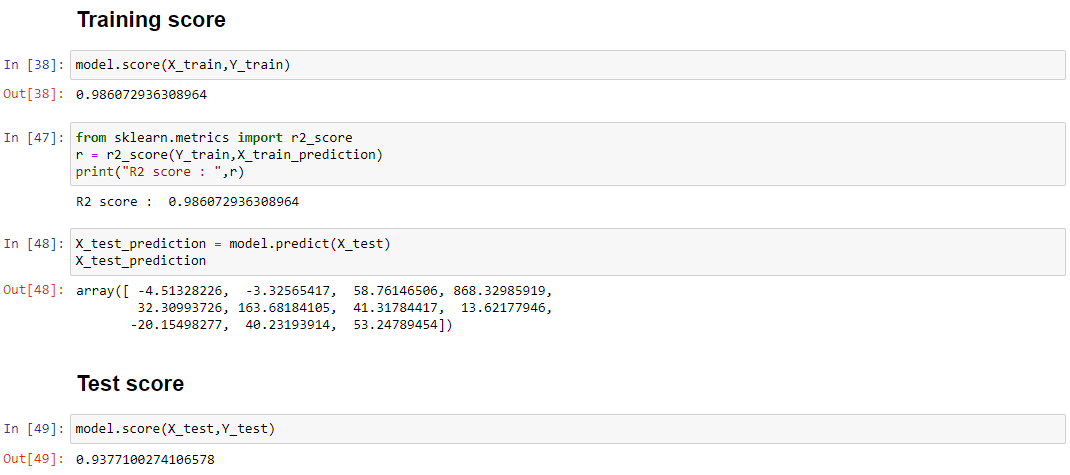 Training score
In [38]: model.score(X_train,Y_train)
Out[38]: 0.986072936308964
In [47]: from sklearn.metrics import r2_score
r = r2_score(Y_train,X_train_prediction)
print("R2 score : ",r)
R2 score :  0.986072936308964
In [48]: X_test_prediction = model.predict(X_test)
X_test_prediction
Out[48]: array([ -4.51328226,  -3.32565417,  58.76146506, 868.32985919,
32.30993726, 163.68184105,  41.31784417,  13.62177946,
-20.15498277,  40.23193914,  53.24789454])
Test score
In [49]: model.score(X_test,Y_test)
Out[49]: 0.9377100274106578